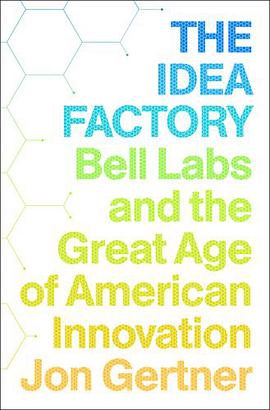 THE
IDEA
FACTORY
Bell Labs
and the
Great Age
of American
Innovation
Jon Gertner